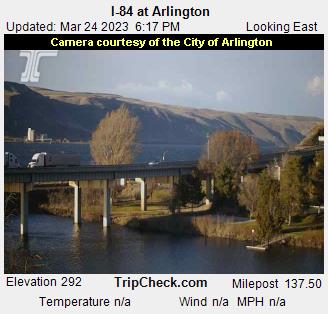 I-84 at Arlington
Updated: Mar 24 2023 6:17 PM Looking East
Camera courtesy of the City of Arlington
Elevation 292 TripCheck.com Milepost 137.50
Temperature n/a Wind n/a MPH n/a